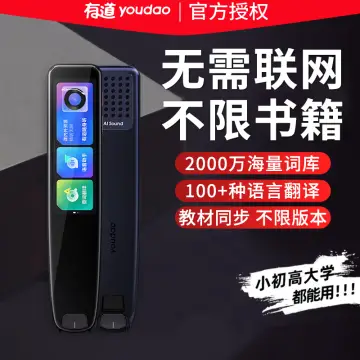 有道 youdao 官方授权
无需联网
不限书籍
2000万海量词库
100+种语言翻译
教材同步 不限版本
小初高大学
都能用!!!
AI Sound
youdao